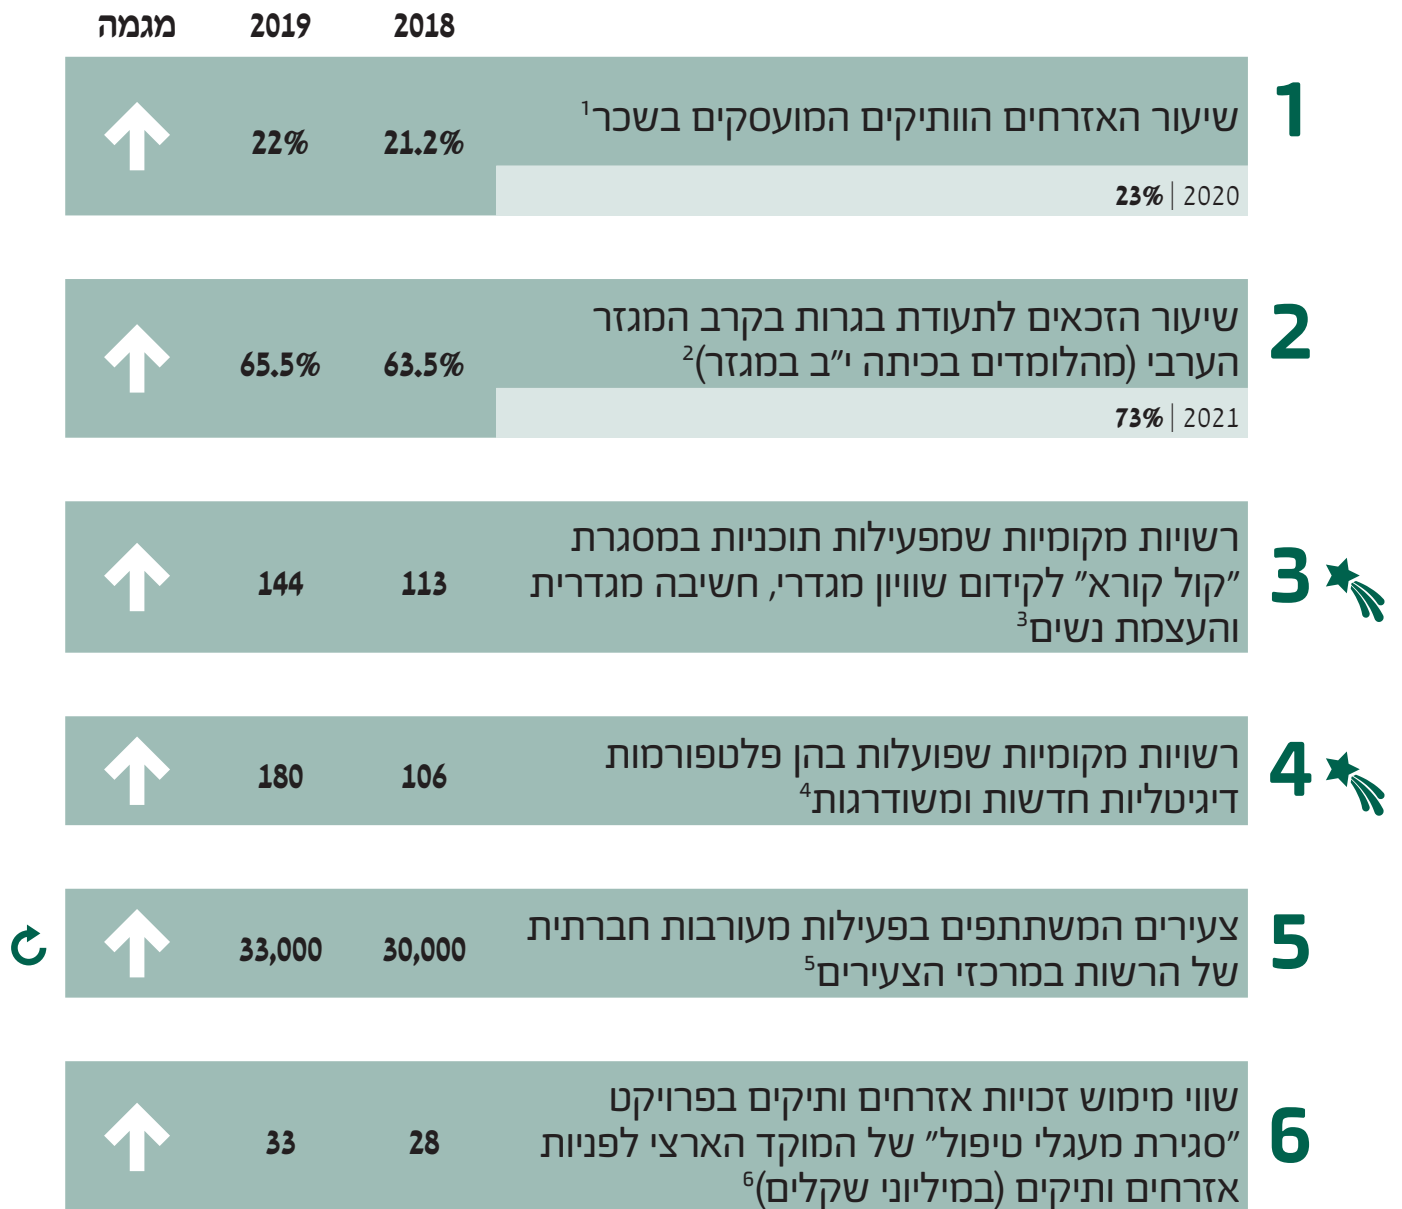 2018 2019 מגמה
1 שיעור האזרחים הוותיקים המועסקים בשכר¹ 21.2% 22%
2020 | 23%
2 שיעור הזכאים לתעודת בגרות בקרב המגזר
הערבי (מהלומדים בכיתה י״ב במגזר)² 63.5% 65.5%
2021 | 73%
רשויות מקומיות שמפעילות תוכניות במסגרת
3 ״קול קורא״ לקידום שוויון מגדרי, חשיבה מגדרית 113 144
והעצמת נשים³
4 רשויות מקומיות שפועלות בהן פלטפורמות 106 180
דיגיטליות חדשות ומשודרגות⁴
5 צעירים המשתתפים בפעילות מעורבות חברתית 30,000 33,000
של הרשות במרכזי הצעירים⁵
שווי מימוש זכויות אזרחים ותיקים בפרויקט
6 ״סגירת מעגלי טיפול״ של המוקד הארצי לפניות 28 33
אזרחים ותיקים (במיליוני שקלים)⁶